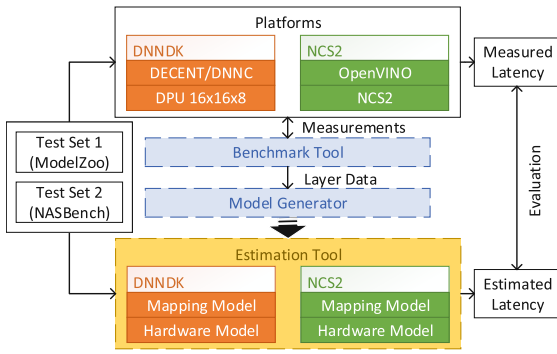 Platforms
DNNDK
DECENT/DNNC
DPU 16x16x8
NCS2
OpenVINO
NCS2
Measured
Latency
Test Set 1
(ModelZoo)
Test Set 2
(NASBench)
Measurements
Benchmark Tool
Layer Data
Model Generator
Evaluation
Estimation Tool
DNNDK
Mapping Model
Hardware Model
NCS2
Mapping Model
Hardware Model
Estimated
Latency